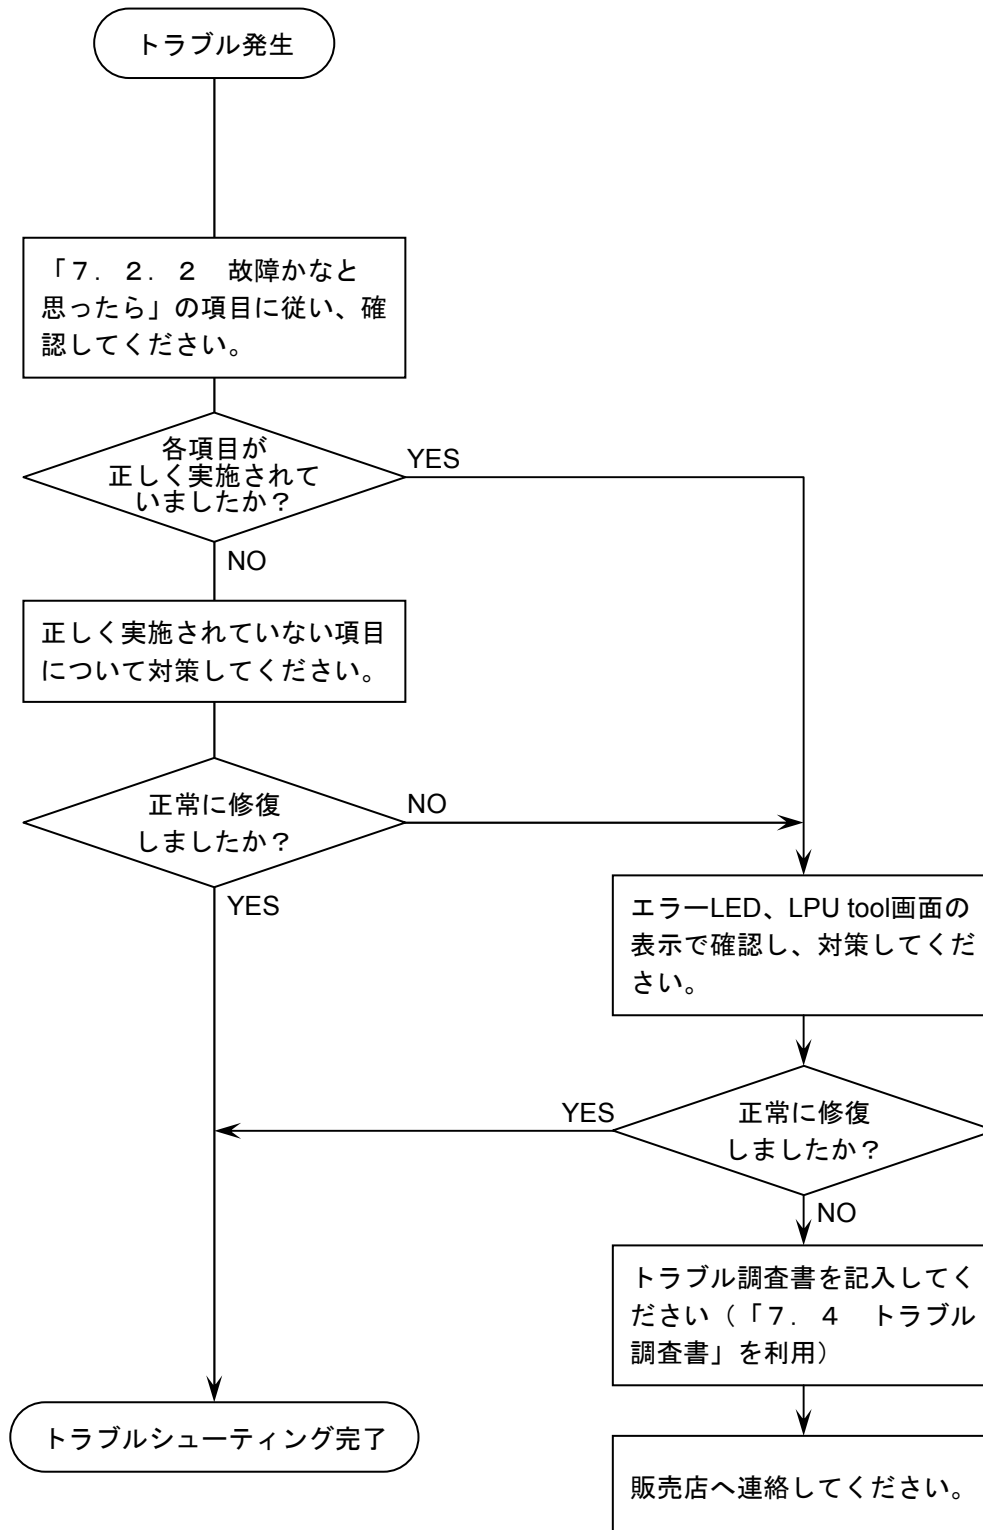 トラブル発生
「７．２．２　故障かなと
思ったら」の項目に従い、確
認してください。
各項目が
正しく実施されて
いましたか？
YES
NO
正しく実施されていない項目
について対策してください。
正常に修復
しましたか？
NO
YES
エラーLED、LPU tool画面の
表示で確認し、対策してくだ
さい。
正常に修復
しましたか？
YES
NO
トラブル調査書を記入してく
ださい（「７．４　トラブル
調査書」を利用）
トラブルシューティング完了
販売店へ連絡してください。